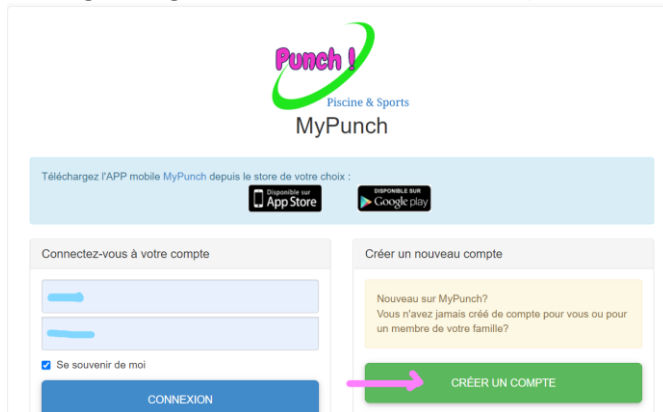 Punch !
Piscine & Sports
MyPunch
Téléchargez l'APP mobile MyPunch depuis le store de votre choix :
Disponible sur
App Store
DISPONIBLE SUR
Google play
Connectez-vous à votre compte
Se souvenir de moi
CONNEXION
Créer un nouveau compte
Nouveau sur MyPunch?
Vous n'avez jamais créé de compte pour vous ou pour
un membre de votre famille?
CRÉER UN COMPTE